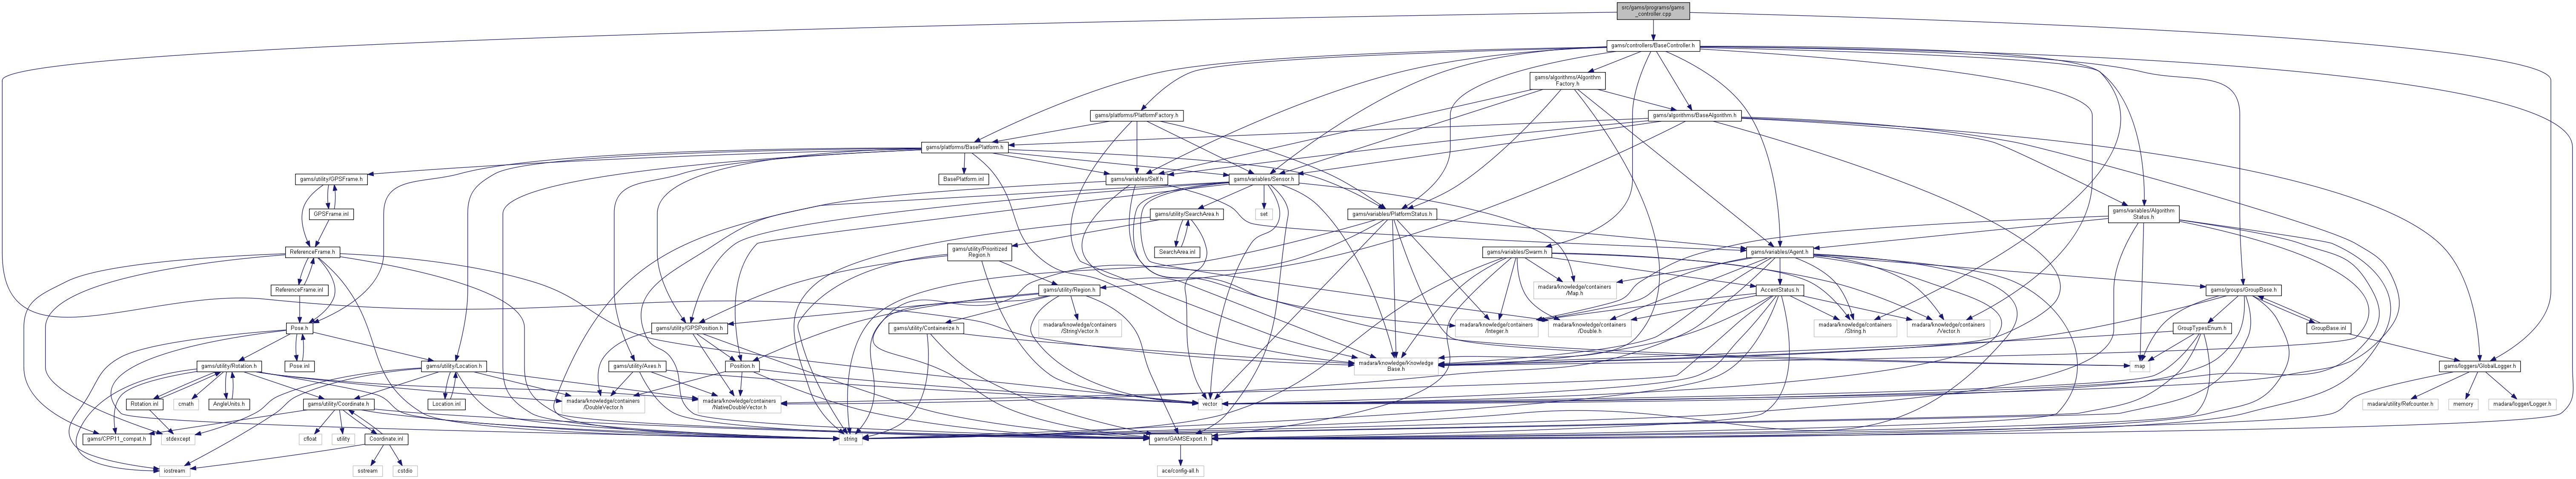 src/gams/programs/gams
_controller.cpp
gams/controllers/BaseController.h
gams/algorithms/Algorithm
Factory.h
gams/platforms/PlatformFactory.h
gams/algorithms/BaseAlgorithm.h
gams/platforms/BasePlatform.h
gams/utility/GPSFrame.h
BasePlatform.inl
gams/variables/Self.h
gams/variables/Sensor.h
GPSFrame.inl
gams/utility/SearchArea.h
set
gams/variables/PlatformStatus.h
gams/variables/Algorithm
Status.h
ReferenceFrame.h
gams/utility/Prioritized
Region.h
SearchArea.inl
gams/variables/Swarm.h
gams/variables/Agent.h
ReferenceFrame.inl
gams/utility/Region.h
madara/knowledge/containers
/Map.h
AccentStatus.h
gams/groups/GroupBase.h
Pose.h
gams/utility/GPSPosition.h
gams/utility/Containerize.h
madara/knowledge/containers
/StringVector.h
madara/knowledge/containers
/Integer.h
madara/knowledge/containers
/Double.h
madara/knowledge/containers
/String.h
madara/knowledge/containers
/Vector.h
GroupTypesEnum.h
GroupBase.inl
gams/utility/Rotation.h
Pose.inl
gams/utility/Location.h
gams/utility/Axes.h
Position.h
madara/knowledge/Knowledge
Base.h
map
gams/loggers/GlobalLogger.h
Rotation.inl
cmath
AngleUnits.h
gams/utility/Coordinate.h
Location.inl
madara/knowledge/containers
/DoubleVector.h
madara/knowledge/containers
/NativeDoubleVector.h
vector
madara/utility/Refcounter.h
memory
madara/logger/Logger.h
gams/CPP11_compat.h
stdexcept
cfloat
utility
Coordinate.inl
string
gams/GAMSExport.h
iostream
sstream
cstdio
ace/config-all.h